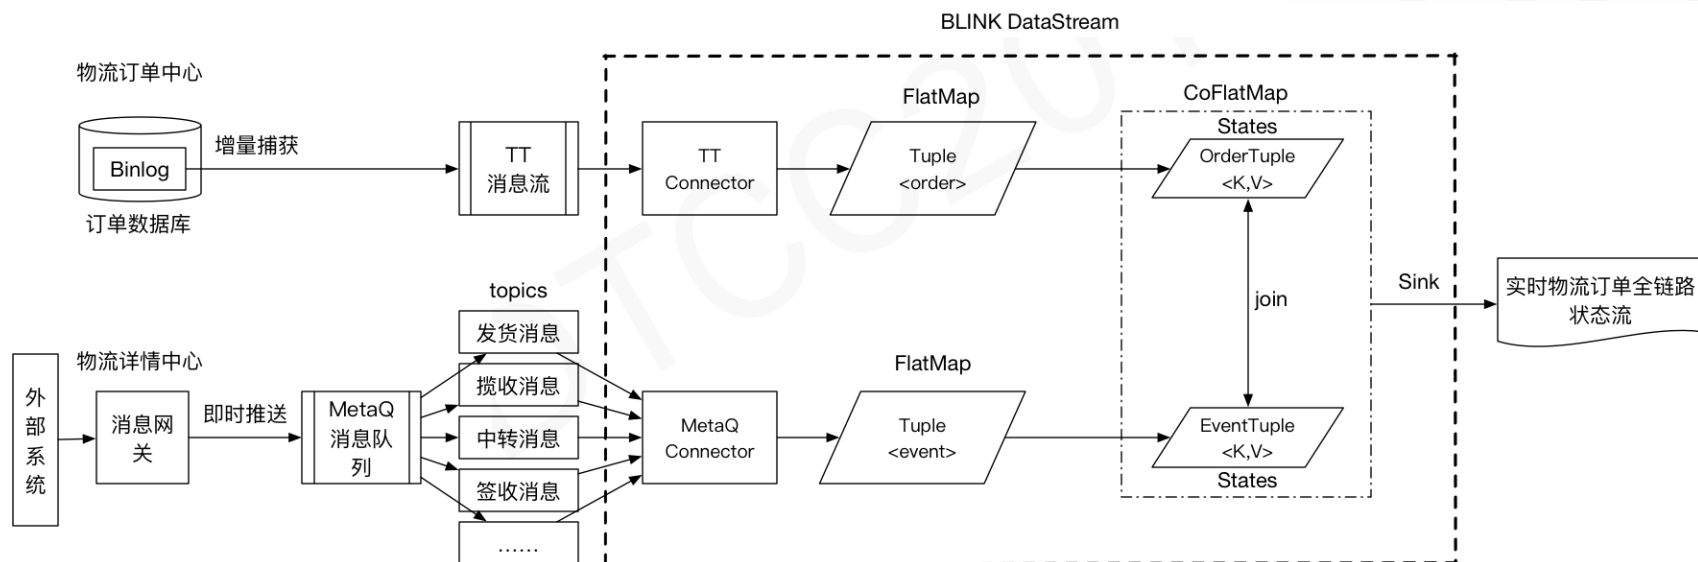 BLINK DataStream
物流订单中心
Binlog
增量捕获
订单数据库
TT
消息流
TT
Connector
FlatMap
Tuple
<order>
CoFlatMap
States
OrderTuple
<K,V>
join
EventTuple
<K,V>
States
Sink
实时物流订单全链路
状态流
物流详情中心
外
部
系
统
消息网
关
即时推送
MetaQ
消息队
列
topics
发货消息
揽收消息
中转消息
签收消息
......
MetaQ
Connector
FlatMap
Tuple
<event>